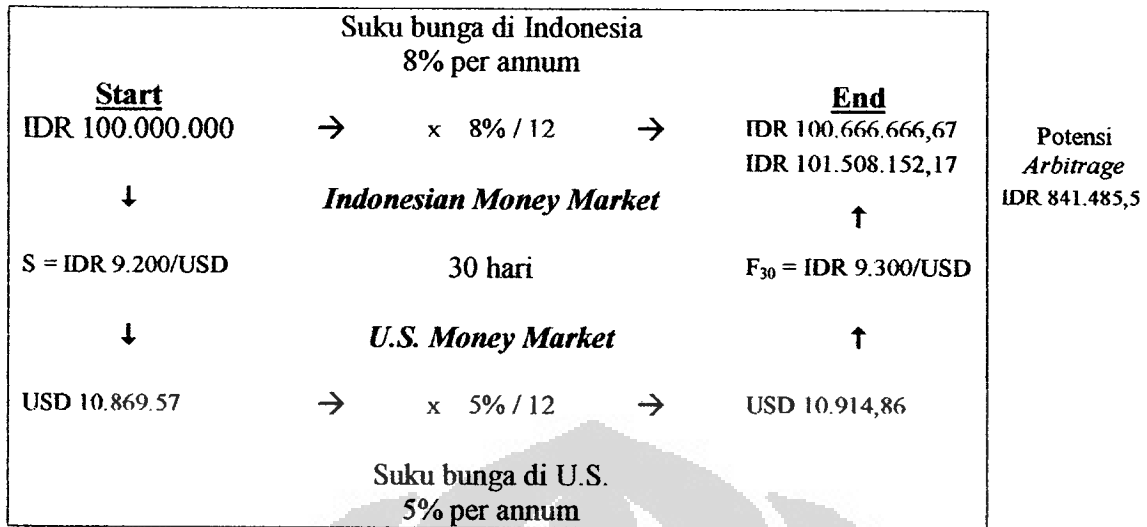 Suku bunga di Indonesia
8% per annum
Start End
IDR 100.000.000 → x 8% / 12 → IDR 100.666.666,67
IDR 101.508.152,17
↓ Indonesian Money Market ↑
Potensi
Arbitrage
IDR 841.485,5
S = IDR 9.200/USD 30 hari F₃₀ = IDR 9.300/USD
↓ U.S. Money Market ↑
USD 10.869.57 → x 5% / 12 → USD 10.914,86
Suku bunga di U.S.
5% per annum